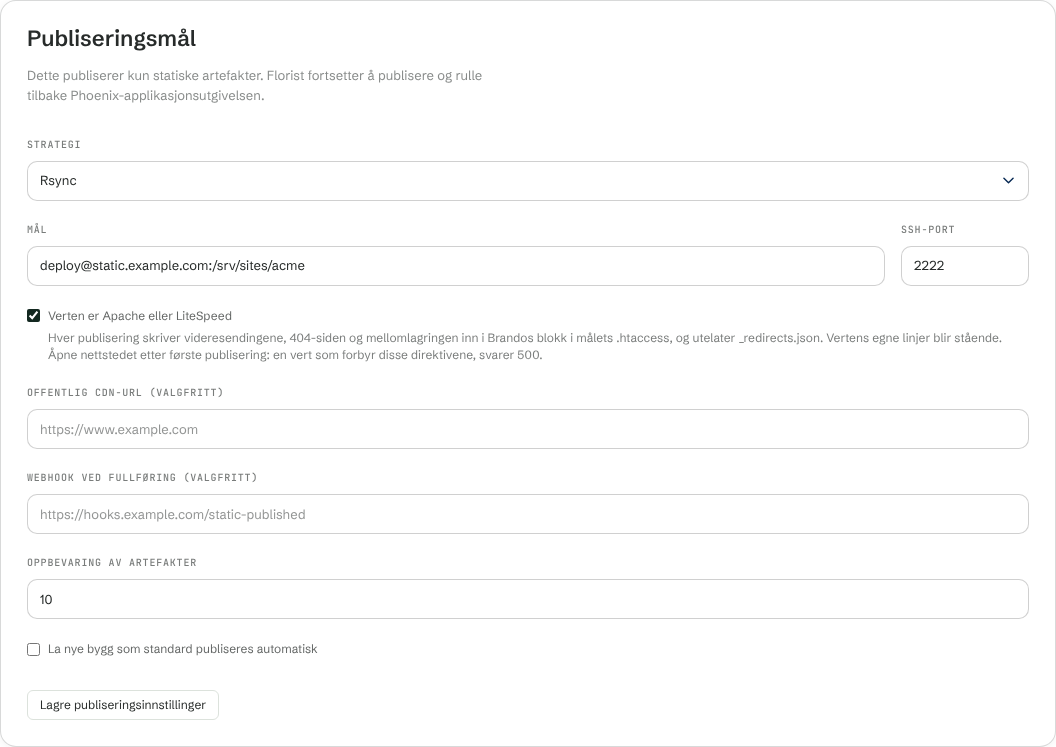 Publiseringsmål
Dette publiserer kun statiske artefakter. Florist fortsetter å publisere og rulle
tilbake Phoenix-applikasjonsutgivelsen.
STRATEGI
Rsync
MÅL
SSH-PORT
deploy@static.example.com:/srv/sites/acme
2222
Verten er Apache eller LiteSpeed
Hver publisering skriver videresendingene, 404-siden og mellomlagringen inn i Brandos blokk i målets .htaccess, og utelater _redirects.json. Vertens egne linjer blir stående.
Åpne nettstedet etter første publisering: en vert som forbyr disse direktivene, svarer 500.
OFFENTLIG CDN-URL (VALGFRITT)
https://www.example.com
WEBHOOK VED FULLFØRING (VALGFRITT)
https://hooks.example.com/static-published
OPPBEVARING AV ARTEFAKTER
10
La nye bygg som standard publiseres automatisk
Lagre publiseringsinnstillinger